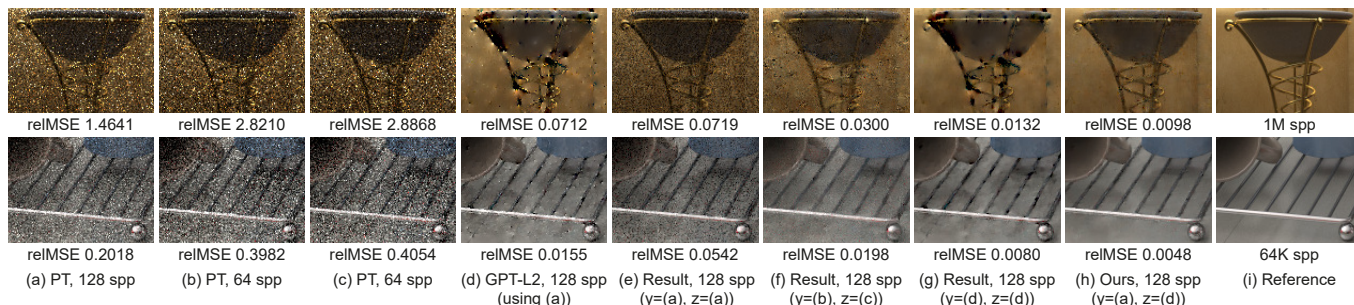 relMSE 1.4641 relMSE 2.8210 relMSE 2.8868 relMSE 0.0712 relMSE 0.0719 relMSE 0.0300 relMSE 0.0132 relMSE 0.0098 1M spp
relMSE 0.2018 relMSE 0.3982 relMSE 0.4054 relMSE 0.0155 relMSE 0.0542 relMSE 0.0198 relMSE 0.0080 relMSE 0.0048 64K spp
(a) PT, 128 spp (b) PT, 64 spp (c) PT, 64 spp (d) GPT-L2, 128 spp (e) Result, 128 spp (f) Result, 128 spp (g) Result, 128 spp (h) Ours, 128 spp (i) Reference
(using (a)) (y=(a), z=(a)) (y=(b), z=(c)) (y=(d), z=(d)) (y=(a), z=(d))